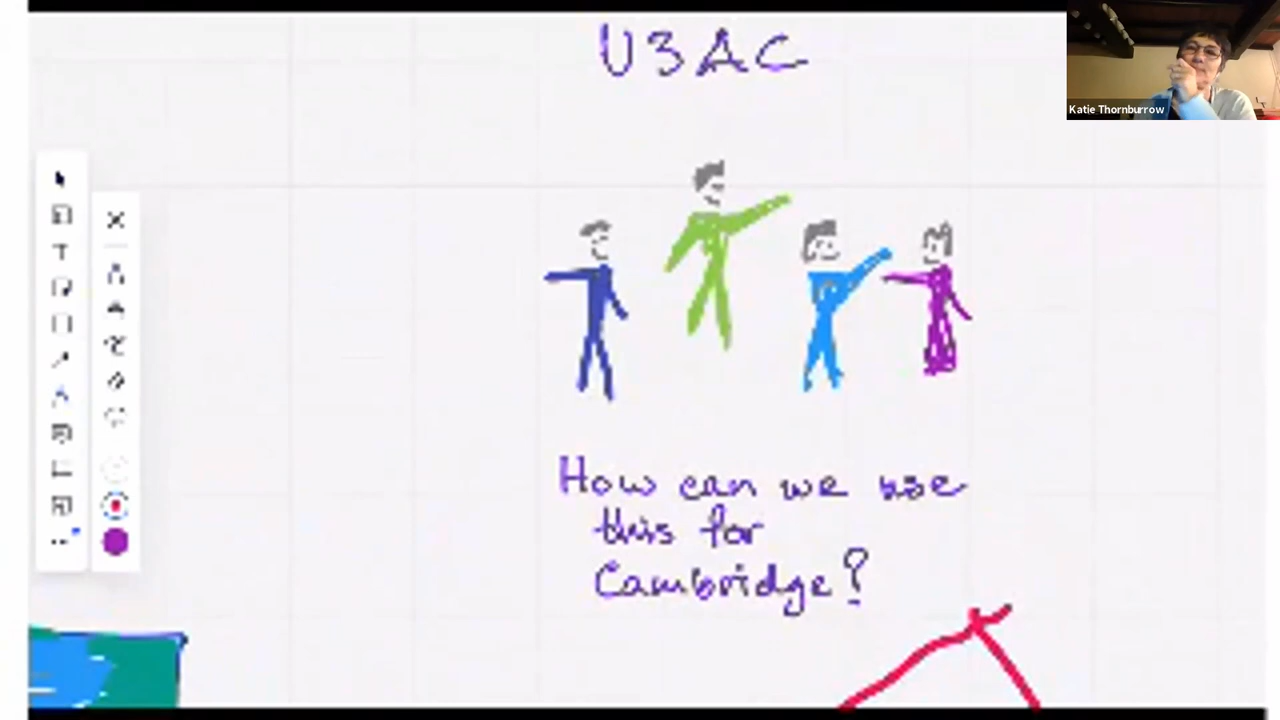 U3AC
Katie Thornburrow
T
How can we use
this for
Cambridge?